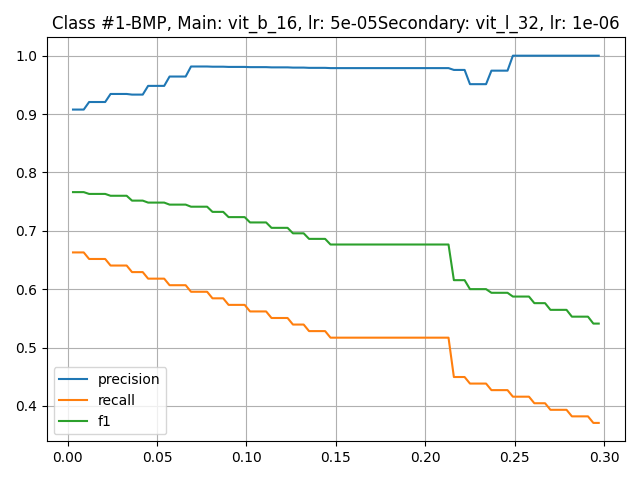 Class #1-BMP, Main: vit_b_16, lr: 5e-05Secondary: vit_l_32, lr: 1e-06
1.0
0.9
0.8
0.7
0.6
0.5
0.4
precision
recall
f1
0.00 0.05 0.10 0.15 0.20 0.25 0.30